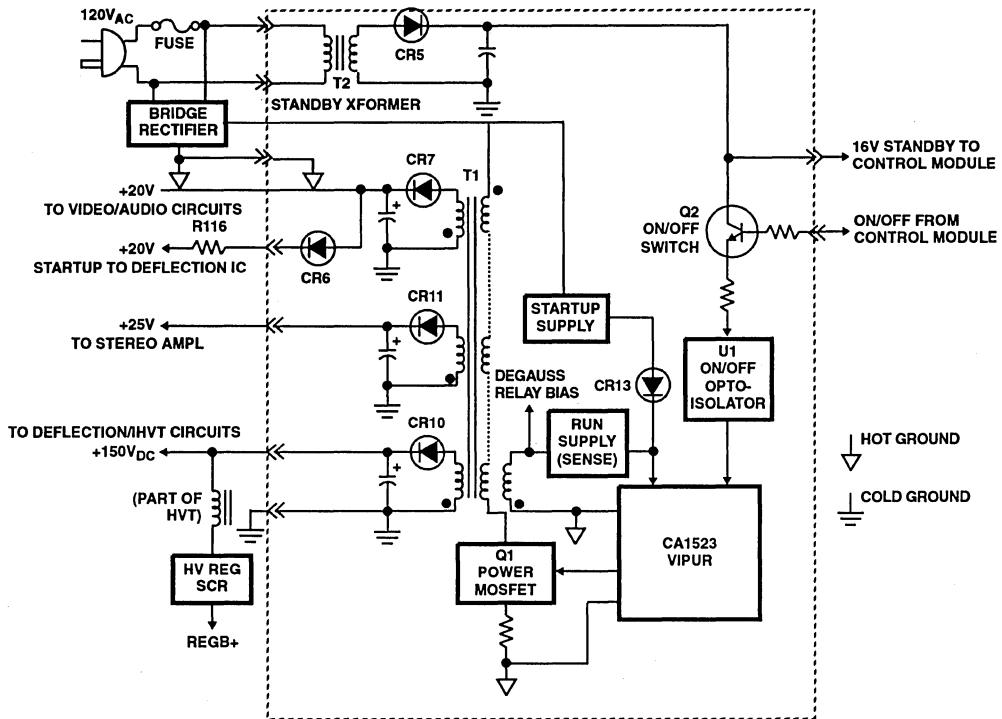 120VAC
FUSE
CR5
T2
STANDBY XFORMER
BRIDGE
RECTIFIER
16V STANDBY TO
CONTROL MODULE
CR7
T1
+20V
TO VIDEO/AUDIO CIRCUITS
+
Q2
ON/OFF
SWITCH
ON/OFF FROM
CONTROL MODULE
R116
+20V
STARTUP TO DEFLECTION IC
CR6
CR11
STARTUP
SUPPLY
+25V
TO STEREO AMPL
+
U1
ON/OFF
OPTO-
ISOLATOR
DEGAUSS
RELAY BIAS
CR13
TO DEFLECTION/IHVT CIRCUITS
+150VDC
CR10
+
RUN
SUPPLY
(SENSE)
HOT GROUND
(PART OF
HVT)
COLD GROUND
CA1523
VIPUR
Q1
POWER
MOSFET
HV REG
SCR
REGB+